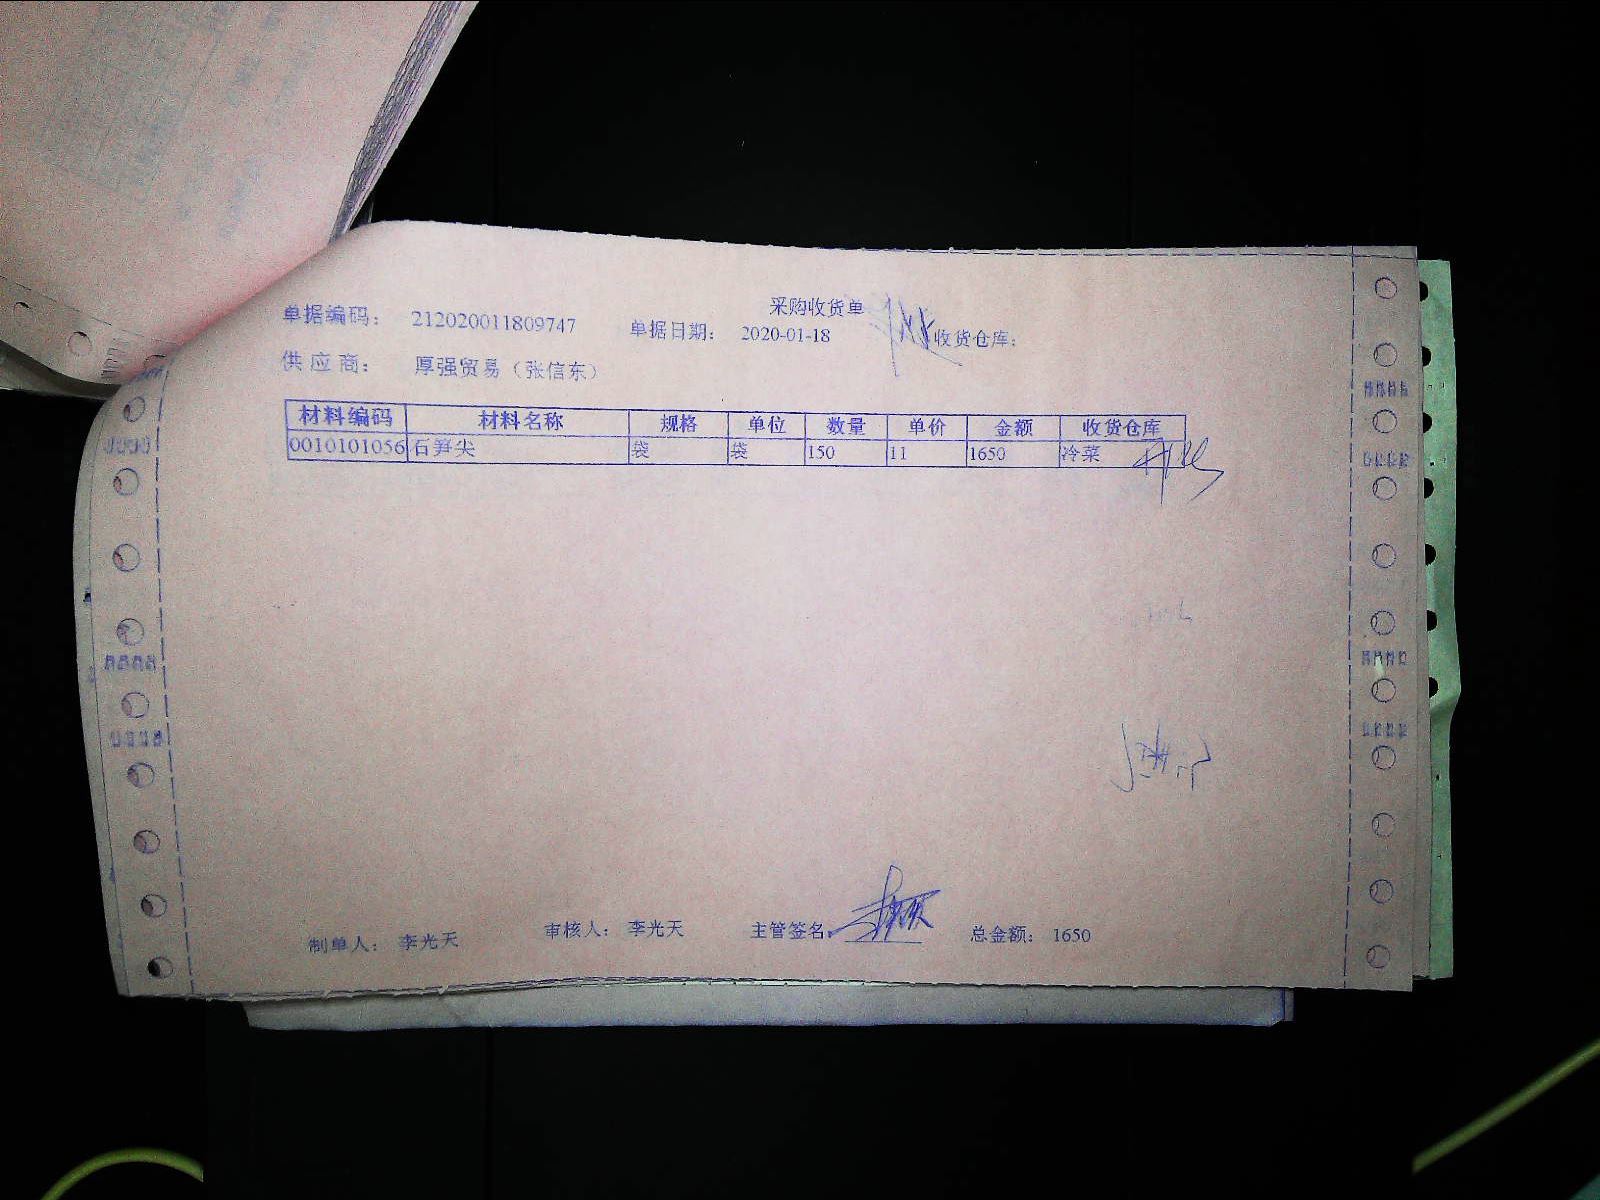 采购收货单
单据编码： 212020011809747 单据日期： 2020-01-18 收货仓库：
供应商： 厚强贸易（张信东）
材料编码 材料名称 规格 单位 数量 单价 金额 收货仓库
0010101056 石笋尖 袋 袋 150 11 1650 冷菜
制单人： 李光天 审核人： 李光天 主管签名： 总金额： 1650